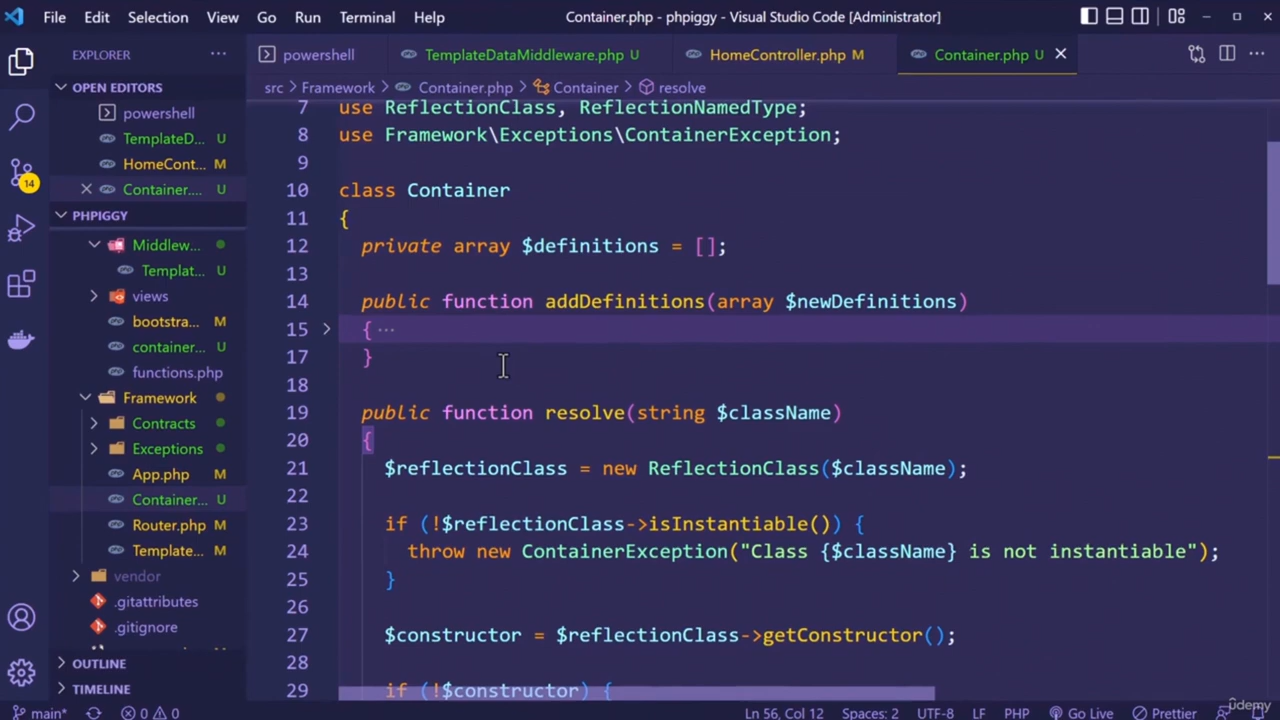 File Edit Selection View Go Run Terminal Help Container.php - phpiggy - Visual Studio Code [Administrator]
EXPLORER
powershell
TemplateDataMiddleware.php U
HomeController.php M
Container.php U
OPEN EDITORS
src > Framework > Container.php > Container > resolve
powershell
TemplateD... U
HomeCont... M
Container.... U
PHPIGGY
Middlew...
Templat... U
views
bootstra... M
container... U
functions.php
Framework
Contracts
Exceptions
App.php M
Container... U
Router.php M
Template... M
vendor
.gitattributes
.gitignore
OUTLINE
TIMELINE
14
7 use ReflectionClass, ReflectionNamedType;
8 use Framework\Exceptions\ContainerException;
9
10 class Container
11 {
12 private array $definitions = [];
13
14 public function addDefinitions(array $newDefinitions)
15 { ...
17 }
18
19 public function resolve(string $className)
20 {
21 $reflectionClass = new ReflectionClass($className);
22
23 if (!$reflectionClass->isInstantiable()) {
24 throw new ContainerException("Class {$className} is not instantiable");
25 }
26
27 $constructor = $reflectionClass->getConstructor();
28
29 if (!$constructor) {
main* 0 0 Ln 56, Col 12 Spaces: 2 UTF-8 LF PHP Go Live Prettier
udemy